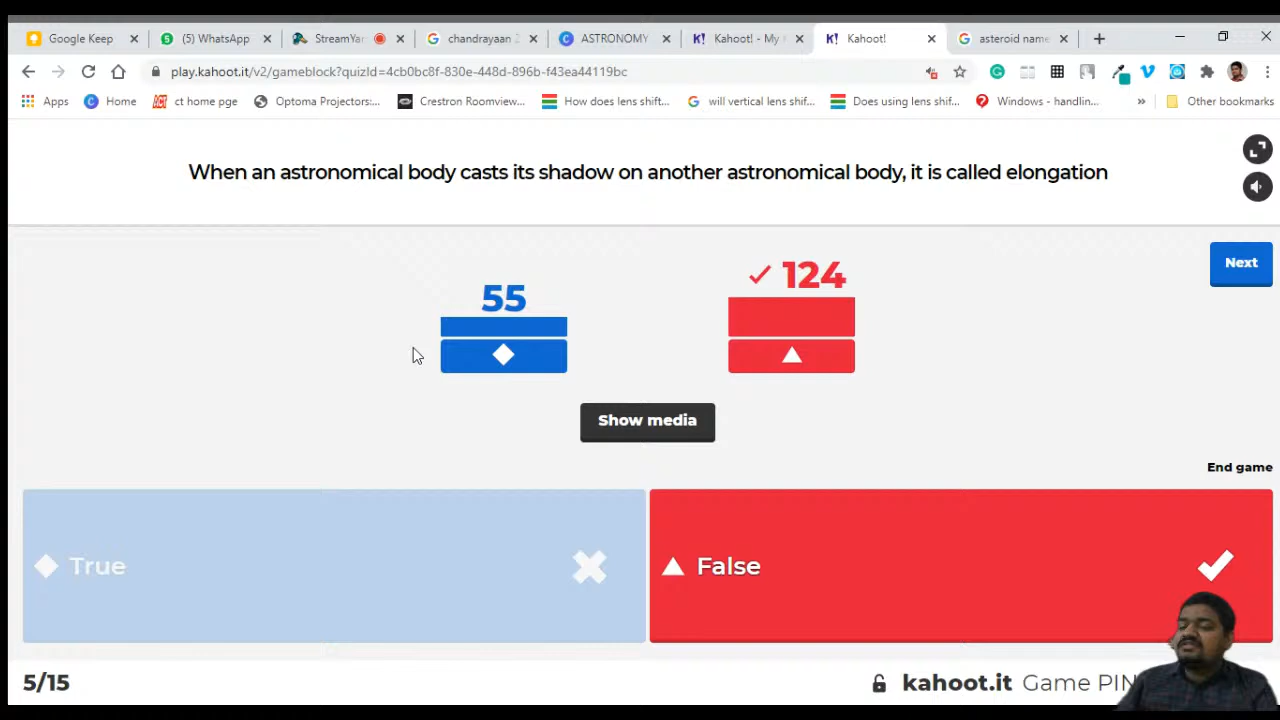 Google Keep
(5) WhatsApp
StreamYar
chandrayaan 2
ASTRONOMY
Kahoot! - My
Kahoot!
asteroid name
play.kahoot.it/v2/gameblock?quizId=4cb0bc8f-830e-448d-896b-f43ea44119bc
Apps
Home
ct home pge
Optoma Projectors:...
Crestron Roomview...
How does lens shift...
will vertical lens shif...
Does using lens shif...
Windows - handlin...
»
Other bookmarks
When an astronomical body casts its shadow on another astronomical body, it is called elongation
Next
55
124
Show media
End game
True
False
5/15
kahoot.it Game PIN